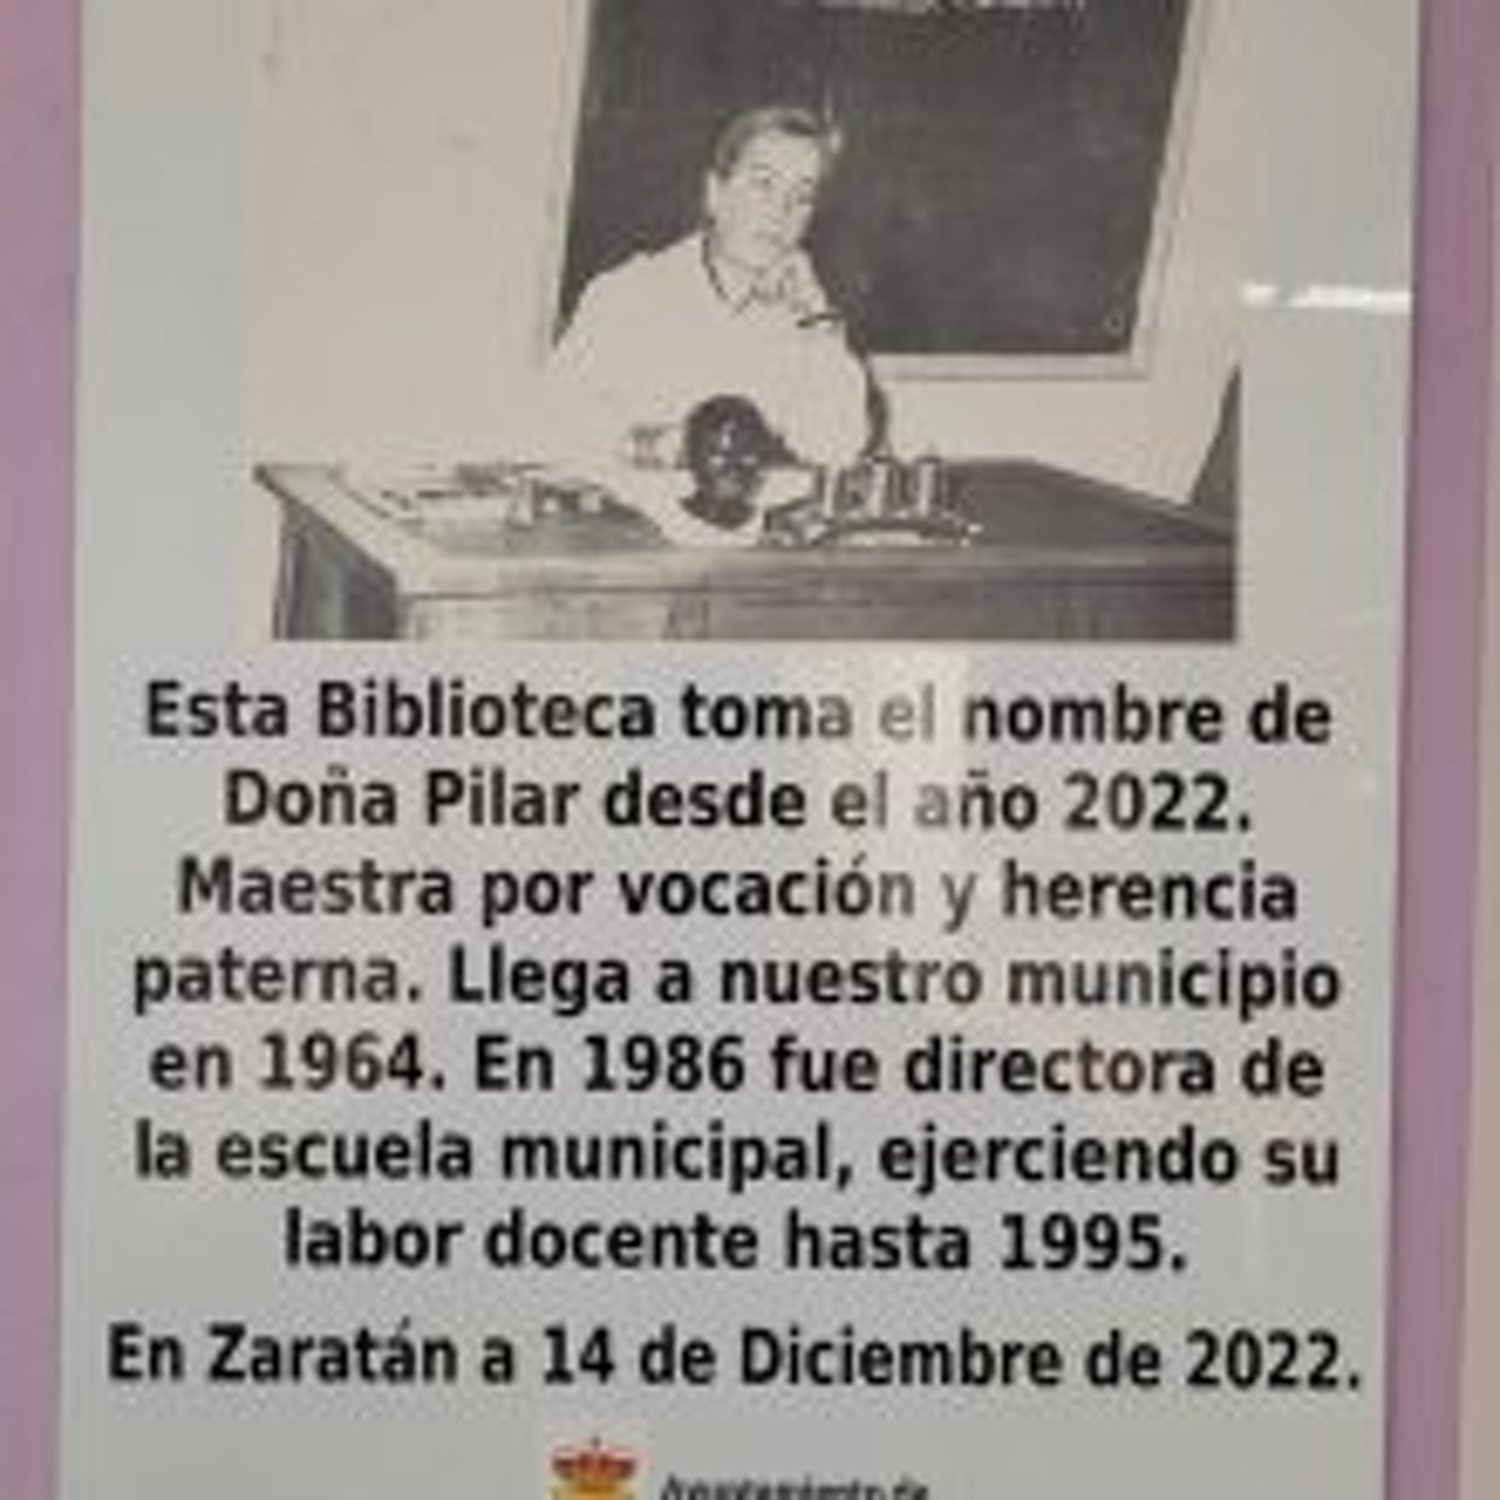 Esta Biblioteca toma el nombre de
Doña Pilar desde el año 2022.
Maestra por vocación y herencia
paterna. Llega a nuestro municipio
en 1964. En 1986 fue directora de
la escuela municipal, ejerciendo su
labor docente hasta 1995.
En Zaratán a 14 de Diciembre de 2022.
Ayuntamiento de